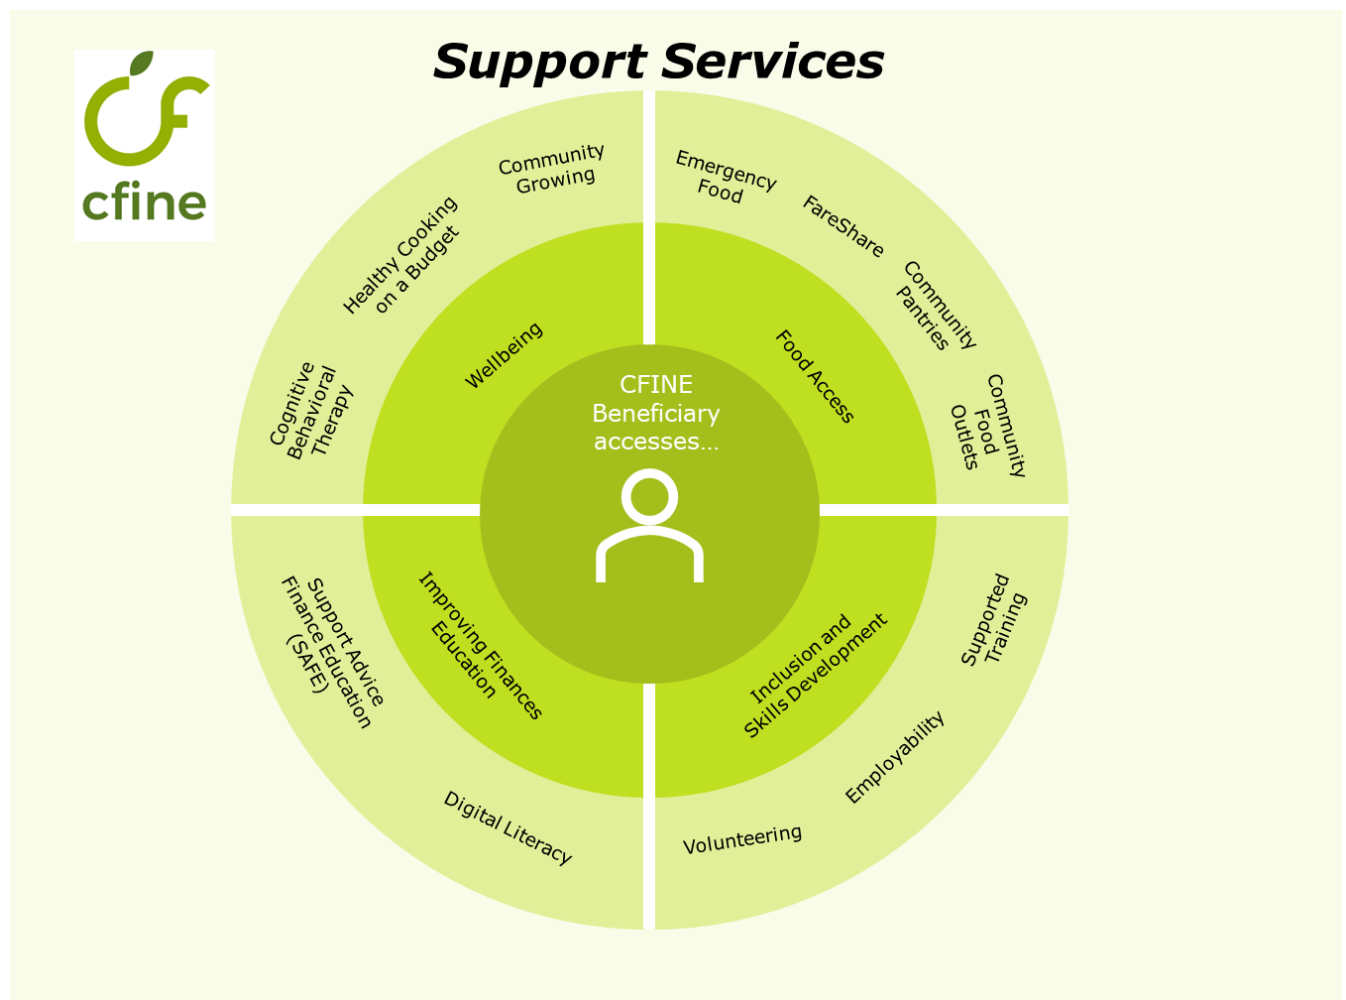 Support Services
cfine
Community
Growing
Healthy Cooking
on a Budget
Cognitive
Behavioral
Therapy
Wellbeing
Emergency
Food
FareShare
Community
Pantries
Community
Food
Outlets
Food Access
CFINE
Beneficiary
accesses...
Support Advice
Finance Education
(SAFE)
Digital Literacy
Improving Finances
Education
Inclusion and
Skills Development
Supported
Training
Employability
Volunteering